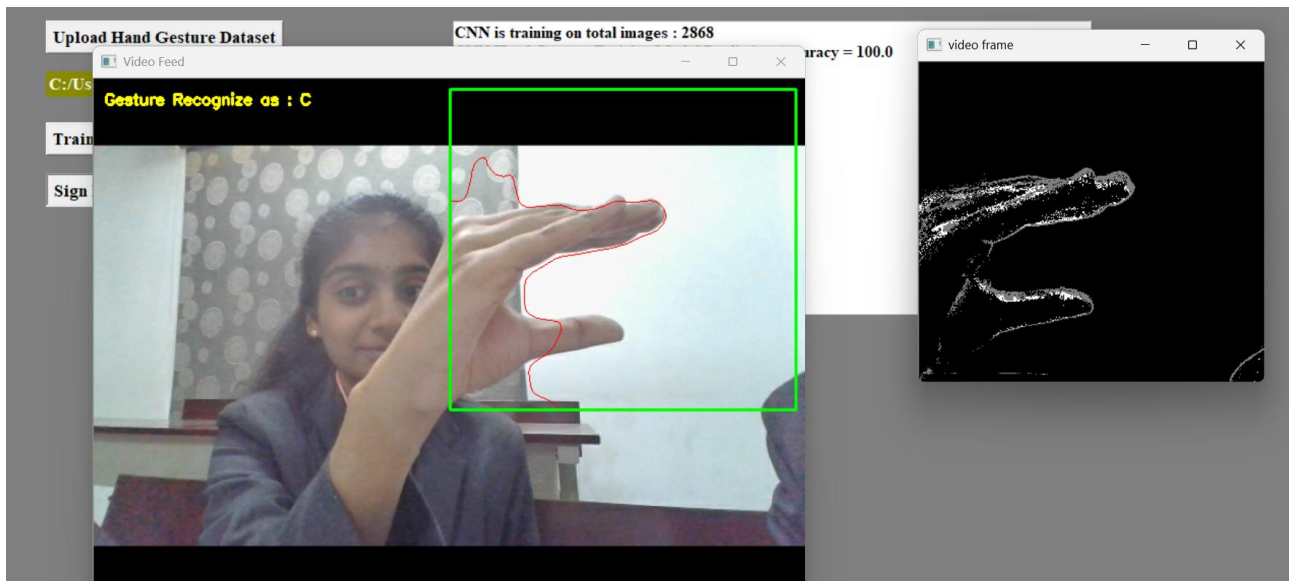 Upload Hand Gesture Dataset
CNN is training on total images : 2868
= 100.0
video frame
Video Feed
C:/Us
Gesture Recognize as : C
Train
Sign